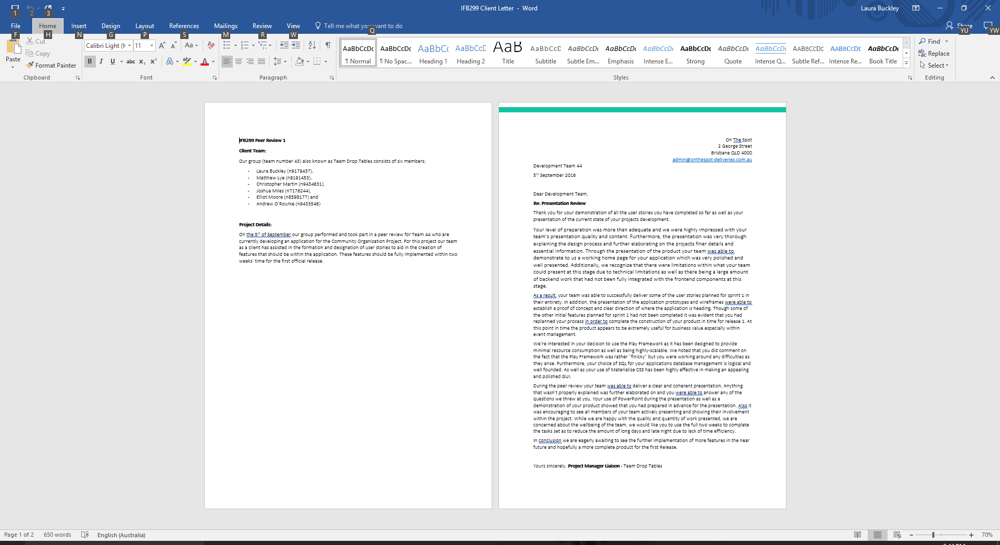 1 2 3
IFB299 Client Letter - Word
Laura Buckley
File Home Insert Design Layout References Mailings Review View Tell me what you want to do Share
F H N G P S M R W Q YU YW
Paste
Cut
Copy
Format Painter
Clipboard
Calibri Light (H 11
Aa
B I U abc x₂ x²
A ab A
Font
Paragraph
AaBbCcDc AaBbCcDc AaBbCc AaBbCcD AaB AaBbCcD AaBbCcDc AaBbCcDc AaBbCcDc AaBbCcDc AaBbCcDc AaBbCcDc AABBCCDD AABBCCDE AaBbCcDc
¶ Normal ¶ No Spac... Heading 1 Heading 2 Title Subtitle Subtle Em... Emphasis Intense E... Strong Quote Intense Q... Subtle Ref... Intense Re... Book Title
Styles
Find
Replace
Select
Editing
IFB299 Peer Review 1
Client Team:
Our group (team number 43) also known as Team Drop Tables consists of six members;
- Laura Buckley (n9179437),
- Matthew Lye (n9191453),
- Christopher Martin (n9434631),
- Joshua Miles (n7176244),
- Elliot Moore (n8598177) and
- Andrew O'Rourke (n9433546)
Project Details:
On the 5th of September our group performed and took part in a peer review for Team 44 who are
currently developing an application for the Community Organization Project. For this project our team
as a client has assisted in the formation and designation of user stories to aid in the creation of
features that should be within the application. These features should be fully implemented within two
weeks' time for the first official release.
On The Spot
2 George Street
Brisbane QLD 4000
admin@onthespot-deliveries.com.au
Development Team 44
5th September 2016
Dear Development Team,
Re: Presentation Review
Thank you for your demonstration of all the user stories you have completed so far as well as your
presentation of the current state of your projects development.
Your level of preparation was more than adequate and we were highly impressed with your
team's presentation quality and content. Furthermore, the presentation was very thorough
explaining the design process and further elaborating on the projects finer details and
essential information. Through the presentation of the product your team was able to
demonstrate to us a working home page for your application which was very polished and
well presented. Additionally, we recognize that there were limitations within what your team
could present at this stage due to technical limitations as well as there being a large amount
of backend work that had not been fully integrated with the frontend components at this
stage.
As a result, your team was able to successfully deliver some of the user stories planned for sprint 1 in
their entirety. In addition, the presentation of the application prototypes and wireframes were able to
establish a proof of concept and clear direction of where the application is heading. Though some of
the other initial features planned for sprint 1 had not been completed it was evident that you had
replanned your process in order to complete the construction of your product in time for release 1. At
this point in time the product appears to be extremely useful for business value especially within
event management.
We're interested in your decision to use the Play Framework as it has been designed to provide
minimal resource consumption as well as being highly-scalable. We noted that you did comment on
the fact that the Play Framework was rather "finicky" but you were working around any difficulties as
they arise. Furthermore, your choice of SQL for your applications database management is logical and
well founded. As well as your use of Materialize CSS has been highly effective in making an appealing
and polished GUI.
During the peer review your team was able to deliver a clear and coherent presentation. Anything
that wasn't properly explained was further elaborated on and you were able to answer any of the
questions we threw at you. Your use of PowerPoint during the presentation as well as a
demonstration of your product showed that you had prepared in advance for the presentation. Also it
was encouraging to see all members of your team actively presenting and showing their involvement
within the project. While we are happy with the quality and quantity of work presented, we are
concerned about the wellbeing of the team, we would like you to use the full two weeks to complete
the tasks set as to reduce the amount of long days and late night due to lack of time efficiency.
In conclusion we are eagerly awaiting to see the further implementation of more features in the near
future and hopefully a more complete product for the first Release.
Yours sincerely, Project Manager Liaison - Team Drop Tables
Page 1 of 2 650 words English (Australia) 70%